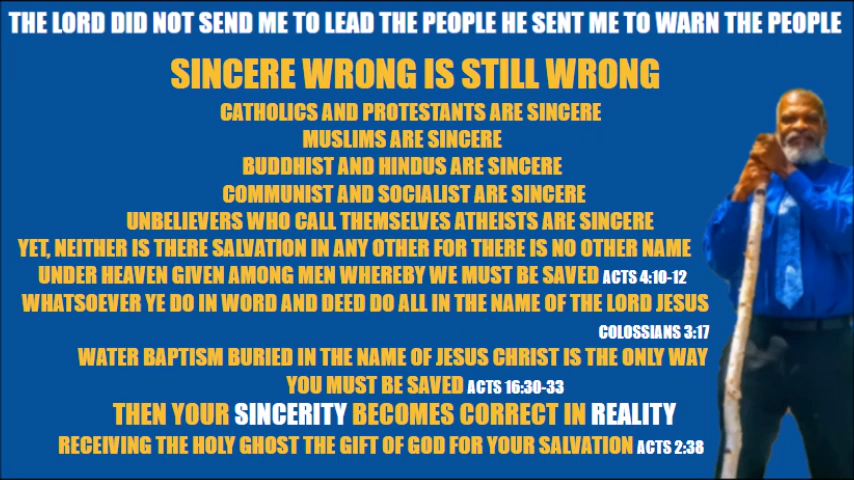 THE LORD DID NOT SEND ME TO LEAD THE PEOPLE HE SENT ME TO WARN THE PEOPLE
SINCERE WRONG IS STILL WRONG
CATHOLICS AND PROTESTANTS ARE SINCERE
MUSLIMS ARE SINCERE
BUDDHIST AND HINDUS ARE SINCERE
COMMUNIST AND SOCIALIST ARE SINCERE
UNBELIEVERS WHO CALL THEMSELVES ATHEISTS ARE SINCERE
YET, NEITHER IS THERE SALVATION IN ANY OTHER FOR THERE IS NO OTHER NAME
UNDER HEAVEN GIVEN AMONG MEN WHEREBY WE MUST BE SAVED ACTS 4:10-12
WHATSOEVER YE DO IN WORD AND DEED DO ALL IN THE NAME OF THE LORD JESUS
COLOSSIANS 3:17
WATER BAPTISM BURIED IN THE NAME OF JESUS CHRIST IS THE ONLY WAY
YOU MUST BE SAVED ACTS 16:30-33
THEN YOUR SINCERITY BECOMES CORRECT IN REALITY
RECEIVING THE HOLY GHOST THE GIFT OF GOD FOR YOUR SALVATION ACTS 2:38